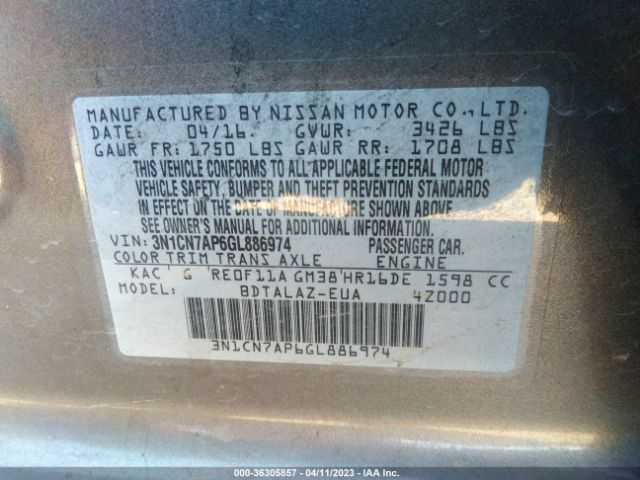 MANUFACTURED BY NISSAN MOTOR CO., LTD.
DATE: 04/16 GVWR: 3426 LBS
GAWR FR: 1750 LBS GAWR RR: 1708 LBS
THIS VEHICLE CONFORMS TO ALL APPLICABLE FEDERAL MOTOR
VEHICLE SAFETY, BUMPER AND THEFT PREVENTION STANDARDS
IN EFFECT ON THE DATE OF MANUFACTURE SHOWN ABOVE.
SEE OWNER'S MANUAL FOR ADDITIONAL INFORMATION.
VIN: 3N1CN7AP6GL886974 PASSENGER CAR.
COLOR TRIM TRANS AXLE ENGINE
KAC' G 'RE0F11A GM38'HR16DE 1598 CC
MODEL: BDTALAZ-EUA 4Z000
3N1CN7AP6GL886974
000-36305857 - 04/11/2023 - IAA Inc.